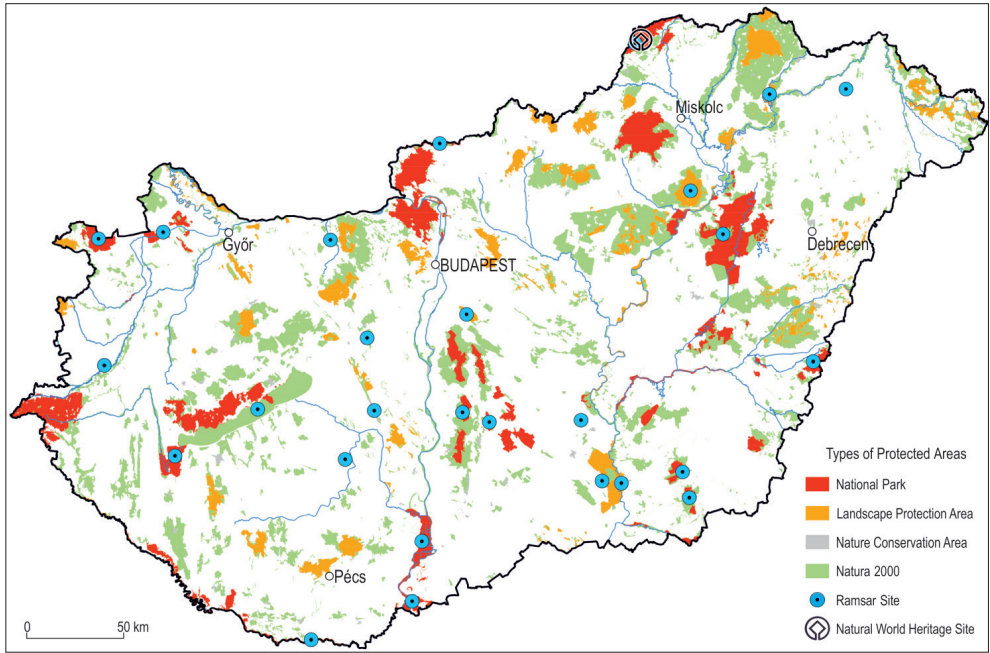 Miskolc
Győr
Debrecen
BUDAPEST
Pécs
Types of Protected Areas
National Park
Landscape Protection Area
Nature Conservation Area
Natura 2000
Ramsar Site
Natural World Heritage Site
0 50 km